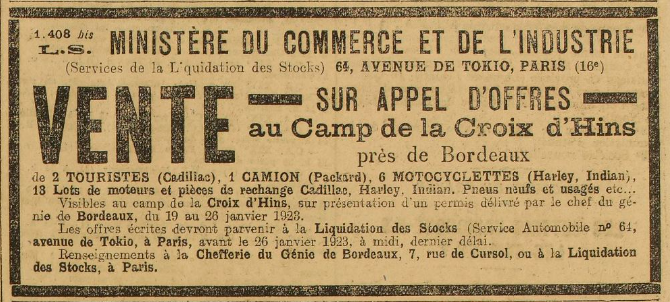 1.408 bis
L.S.
MINISTÈRE DU COMMERCE ET DE L'INDUSTRIE
(Services de la L'quidation des Stocks) 64, AVENUE DE TOKIO, PARIS (16e)
VENTE — SUR APPEL D'OFFRES —
au Camp de la Croix d'Hins
près de Bordeaux
de 2 TOURISTES (Cadillac), 1 CAMION (Packard), 6 MOTOCYCLETTES (Harley, Indian),
13 Lots de moteurs et pièces de rechange Cadillac, Harley. Indian. Pneus neufs et usagés etc...
Visibles au camp de la Croix d'Hins, sur présentation d'un permis délivré par le chef du gé-
nie de Bordeaux, du 19 au 26 janvier 1923.
Les offres écrites devront parvenir à la Liquidation des Stocks (Service Automobile nº 64,
avenue de Tokio, à Paris, avant le 26 janvier 1923, à midi, dernier délai.
Renseignements à la Chefferie du Génie de Bordeaux, 7, rue de Cursol, ou à la Liquidation
des Stocks, à Paris.